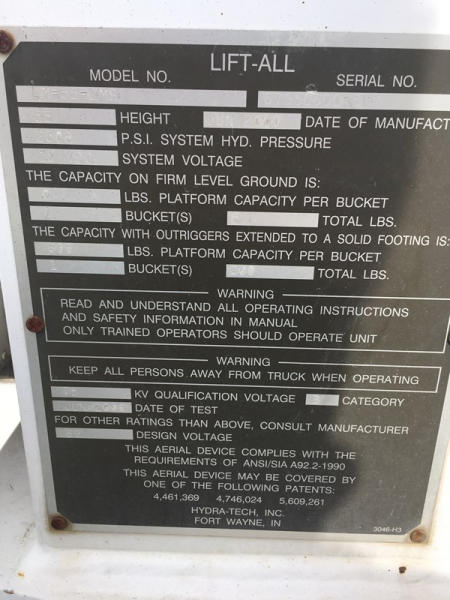 LIFT-ALL
MODEL NO. SERIAL NO.
HEIGHT DATE OF MANUFACT
P.S.I. SYSTEM HYD. PRESSURE
SYSTEM VOLTAGE
THE CAPACITY ON FIRM LEVEL GROUND IS:
LBS. PLATFORM CAPACITY PER BUCKET
BUCKET(S) TOTAL LBS.
THE CAPACITY WITH OUTRIGGERS EXTENDED TO A SOLID FOOTING IS:
LBS. PLATFORM CAPACITY PER BUCKET
BUCKET(S) TOTAL LBS.
WARNING
READ AND UNDERSTAND ALL OPERATING INSTRUCTIONS
AND SAFETY INFORMATION IN MANUAL
ONLY TRAINED OPERATORS SHOULD OPERATE UNIT
WARNING
KEEP ALL PERSONS AWAY FROM TRUCK WHEN OPERATING
KV QUALIFICATION VOLTAGE CATEGORY
DATE OF TEST
FOR OTHER RATINGS THAN ABOVE, CONSULT MANUFACTURER
DESIGN VOLTAGE
THIS AERIAL DEVICE COMPLIES WITH THE
REQUIREMENTS OF ANSI/SIA A92.2-1990
THIS AERIAL DEVICE MAY BE COVERED BY
ONE OF THE FOLLOWING PATENTS:
4,461,369 4,746,024 5,609,261
HYDRA-TECH, INC.
FORT WAYNE, IN
3046-H3